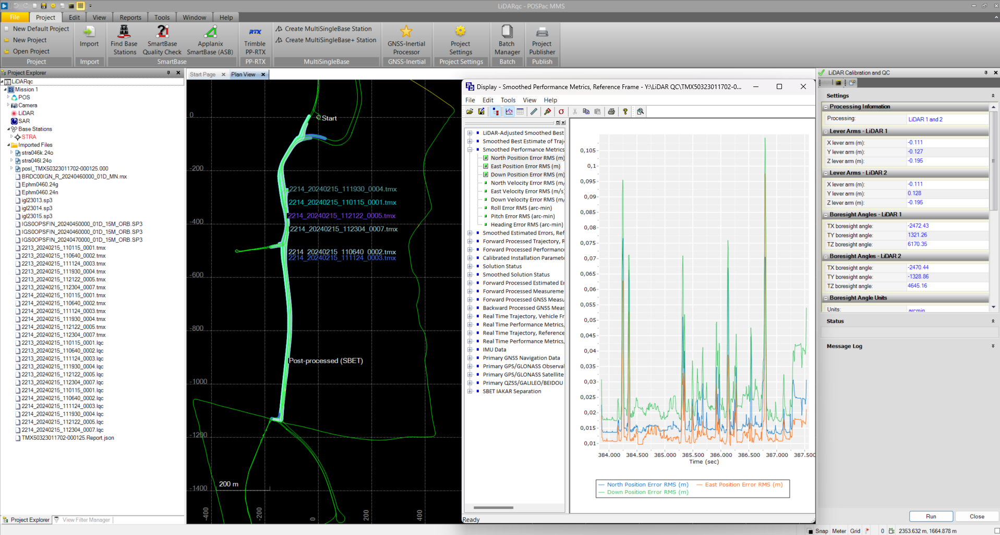 LiDARqc - POSPac MMS
File Project Edit View Reports Tools Window Help
New Default Project
New Project
Open Project
Project
Import
Import
Find Base Stations
SmartBase Quality Check
Applanix SmartBase (ASB)
SmartBase
RTX
Trimble PP-RTX
PP-RTX
Create MultiSingleBase Station
Create MultiSingleBase+ Station
MultiSingleBase
GNSS-Inertial Processor
GNSS-Inertial
Project Settings
Project Settings
Batch Manager
Batch
Project Publisher
Publish
Project Explorer
LiDARqc
Mission 1
POS
Camera
LiDAR
SAR
Base Stations
STRA
Imported Files
stra046k.24o
stra046l.24o
posl_TMX50323011702-000125.000
BRDC00IGN_R_20240460000_01D_MN.rnx
Ephm0460.24g
Ephm0460.24n
igl23013.sp3
igl23014.sp3
igl23015.sp3
IGS0OPSFIN_20240450000_01D_15M_ORB.SP3
IGS0OPSFIN_20240460000_01D_15M_ORB.SP3
IGS0OPSFIN_20240470000_01D_15M_ORB.SP3
2213_20240215_110115_0001.tmx
2213_20240215_110640_0002.tmx
2213_20240215_111124_0003.tmx
2213_20240215_111930_0004.tmx
2213_20240215_112122_0005.tmx
2213_20240215_112304_0007.tmx
2214_20240215_110115_0001.tmx
2214_20240215_110640_0002.tmx
2214_20240215_111124_0003.tmx
2214_20240215_111930_0004.tmx
2214_20240215_112122_0005.tmx
2214_20240215_112304_0007.tmx
2213_20240215_110115_0001.lqc
2213_20240215_110640_0002.lqc
2213_20240215_111124_0003.lqc
2213_20240215_111930_0004.lqc
2213_20240215_112122_0005.lqc
2213_20240215_112304_0007.lqc
2214_20240215_110115_0001.lqc
2214_20240215_110640_0002.lqc
2214_20240215_111124_0003.lqc
2214_20240215_111930_0004.lqc
2214_20240215_112122_0005.lqc
2214_20240215_112304_0007.lqc
TMX50323011702-000125.Report.json
Project Explorer
View Filter Manager
Start Page
Plan View
0
Start
-200
2214_20240215_111930_0004.tmx
2214_20240215_110115_0001.tmx
2214_20240215_112122_0005.tmx
-400
2214_20240215_112304_0007.tmx
2214_20240215_110640_0002.tmx
2214_20240215_111124_0003.tmx
-600
-800
Post-processed (SBET)
-1000
-1200
200 m
-1400
-400 -200 0 200 400
Display - Smoothed Performance Metrics, Reference Frame - Y:\LiDAR QC\TMX50323011702-0...
File Edit Tools View Help
LiDAR-Adjusted Smoothed Best
Smoothed Best Estimate of Traj
Smoothed Performance Metrics
North Position Error RMS (m)
East Position Error RMS (m)
Down Position Error RMS (m)
North Velocity Error RMS (m/
East Velocity Error RMS (m/s
Down Velocity Error RMS (m/
Roll Error RMS (arc-min)
Pitch Error RMS (arc-min)
Heading Error RMS (arc-min)
Smoothed Estimated Errors, Ref
Forward Processed Trajectory, R
Forward Processed Performance
Calibrated Installation Paramete
Solution Status
Smoothed Solution Status
Forward Processed Estimated Er
Forward Processed Measureme
Forward Processed GNSS Measu
Backward Processed GNSS Meas
Real Time Trajectory, Vehicle Fr
Real Time Performance Metrics,
Real Time Trajectory, Reference
Real Time Performance Metrics,
IMU Data
Primary GNSS Navigation Data
Primary GPS/GLONASS Observal
Primary GPS/GLONASS Satellite
Primary QZSS/GALILEO/BEIDOU
SBET IAKAR Separation
0,105
0,1
0,095
0,09
0,085
0,08
0,075
0,07
0,065
0,06
0,055
0,05
0,045
0,04
0,035
0,03
0,025
0,02
0,015
0,01
384.000 384.500 385.000 385.500 386.000 386.500 387.000 387.500
Time (sec)
North Position Error RMS (m) East Position Error RMS (m)
Down Position Error RMS (m)
Ready
LiDAR Calibration and QC
Settings
Processing Information
Processing: LiDAR 1 and 2
Lever Arms - LiDAR 1
X lever arm (m): -0.111
Y lever arm (m): -0.127
Z lever arm (m): -0.195
Lever Arms - LiDAR 2
X lever arm (m): -0.111
Y lever arm (m): 0.128
Z lever arm (m): -0.195
Boresight Angles - LiDAR 1
TX boresight angle: -2472.43
TY boresight angle: 1321.26
TZ boresight angle: 6170.35
Boresight Angles - LiDAR 2
TX boresight angle: -2470.44
TY boresight angle: -1328.86
TZ boresight angle: 4645.16
Boresight Angle Units
Units: arcmin
Status
Message Log
Run Close
Snap Meter Grid 0 2353.632 m, 1664.878 m